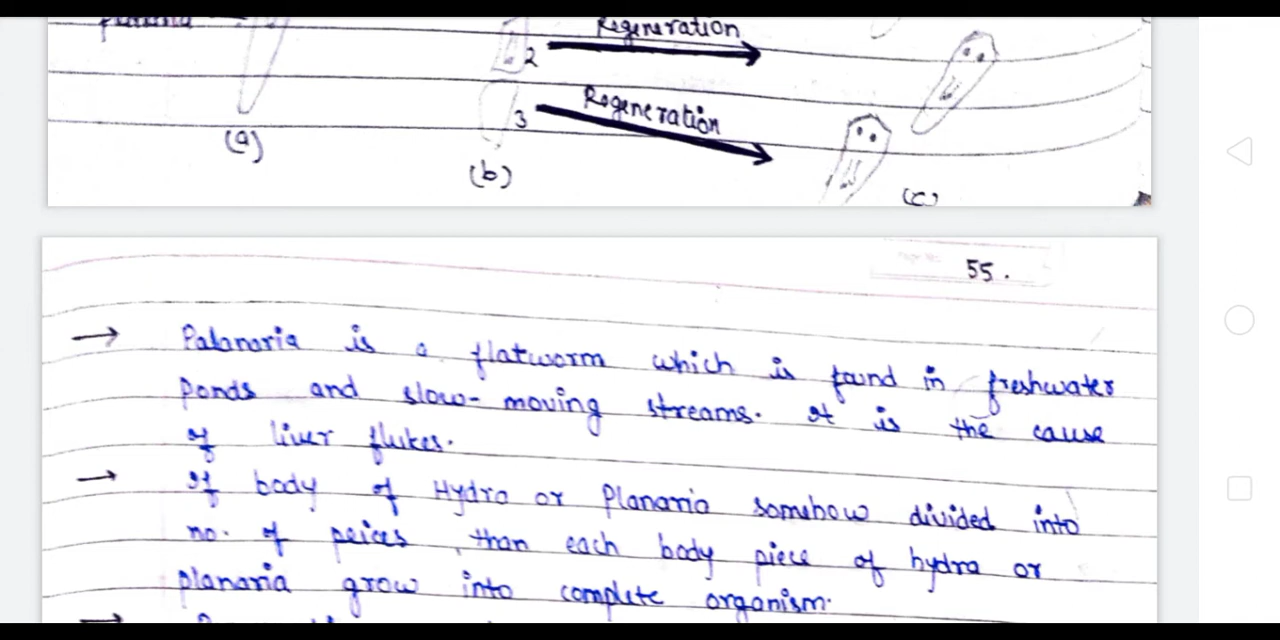 Regeneration
2
Regeneration
3
(a)
(b)
(c)
55.
→ Palanaria is a flatworm which is found in freshwater
ponds and slow-moving streams. It is the cause
of liver flukes.
→ If body of Hydra or Planaria somehow divided into
no. of peices, than each body piece of hydra or
planaria grow into complete organism.